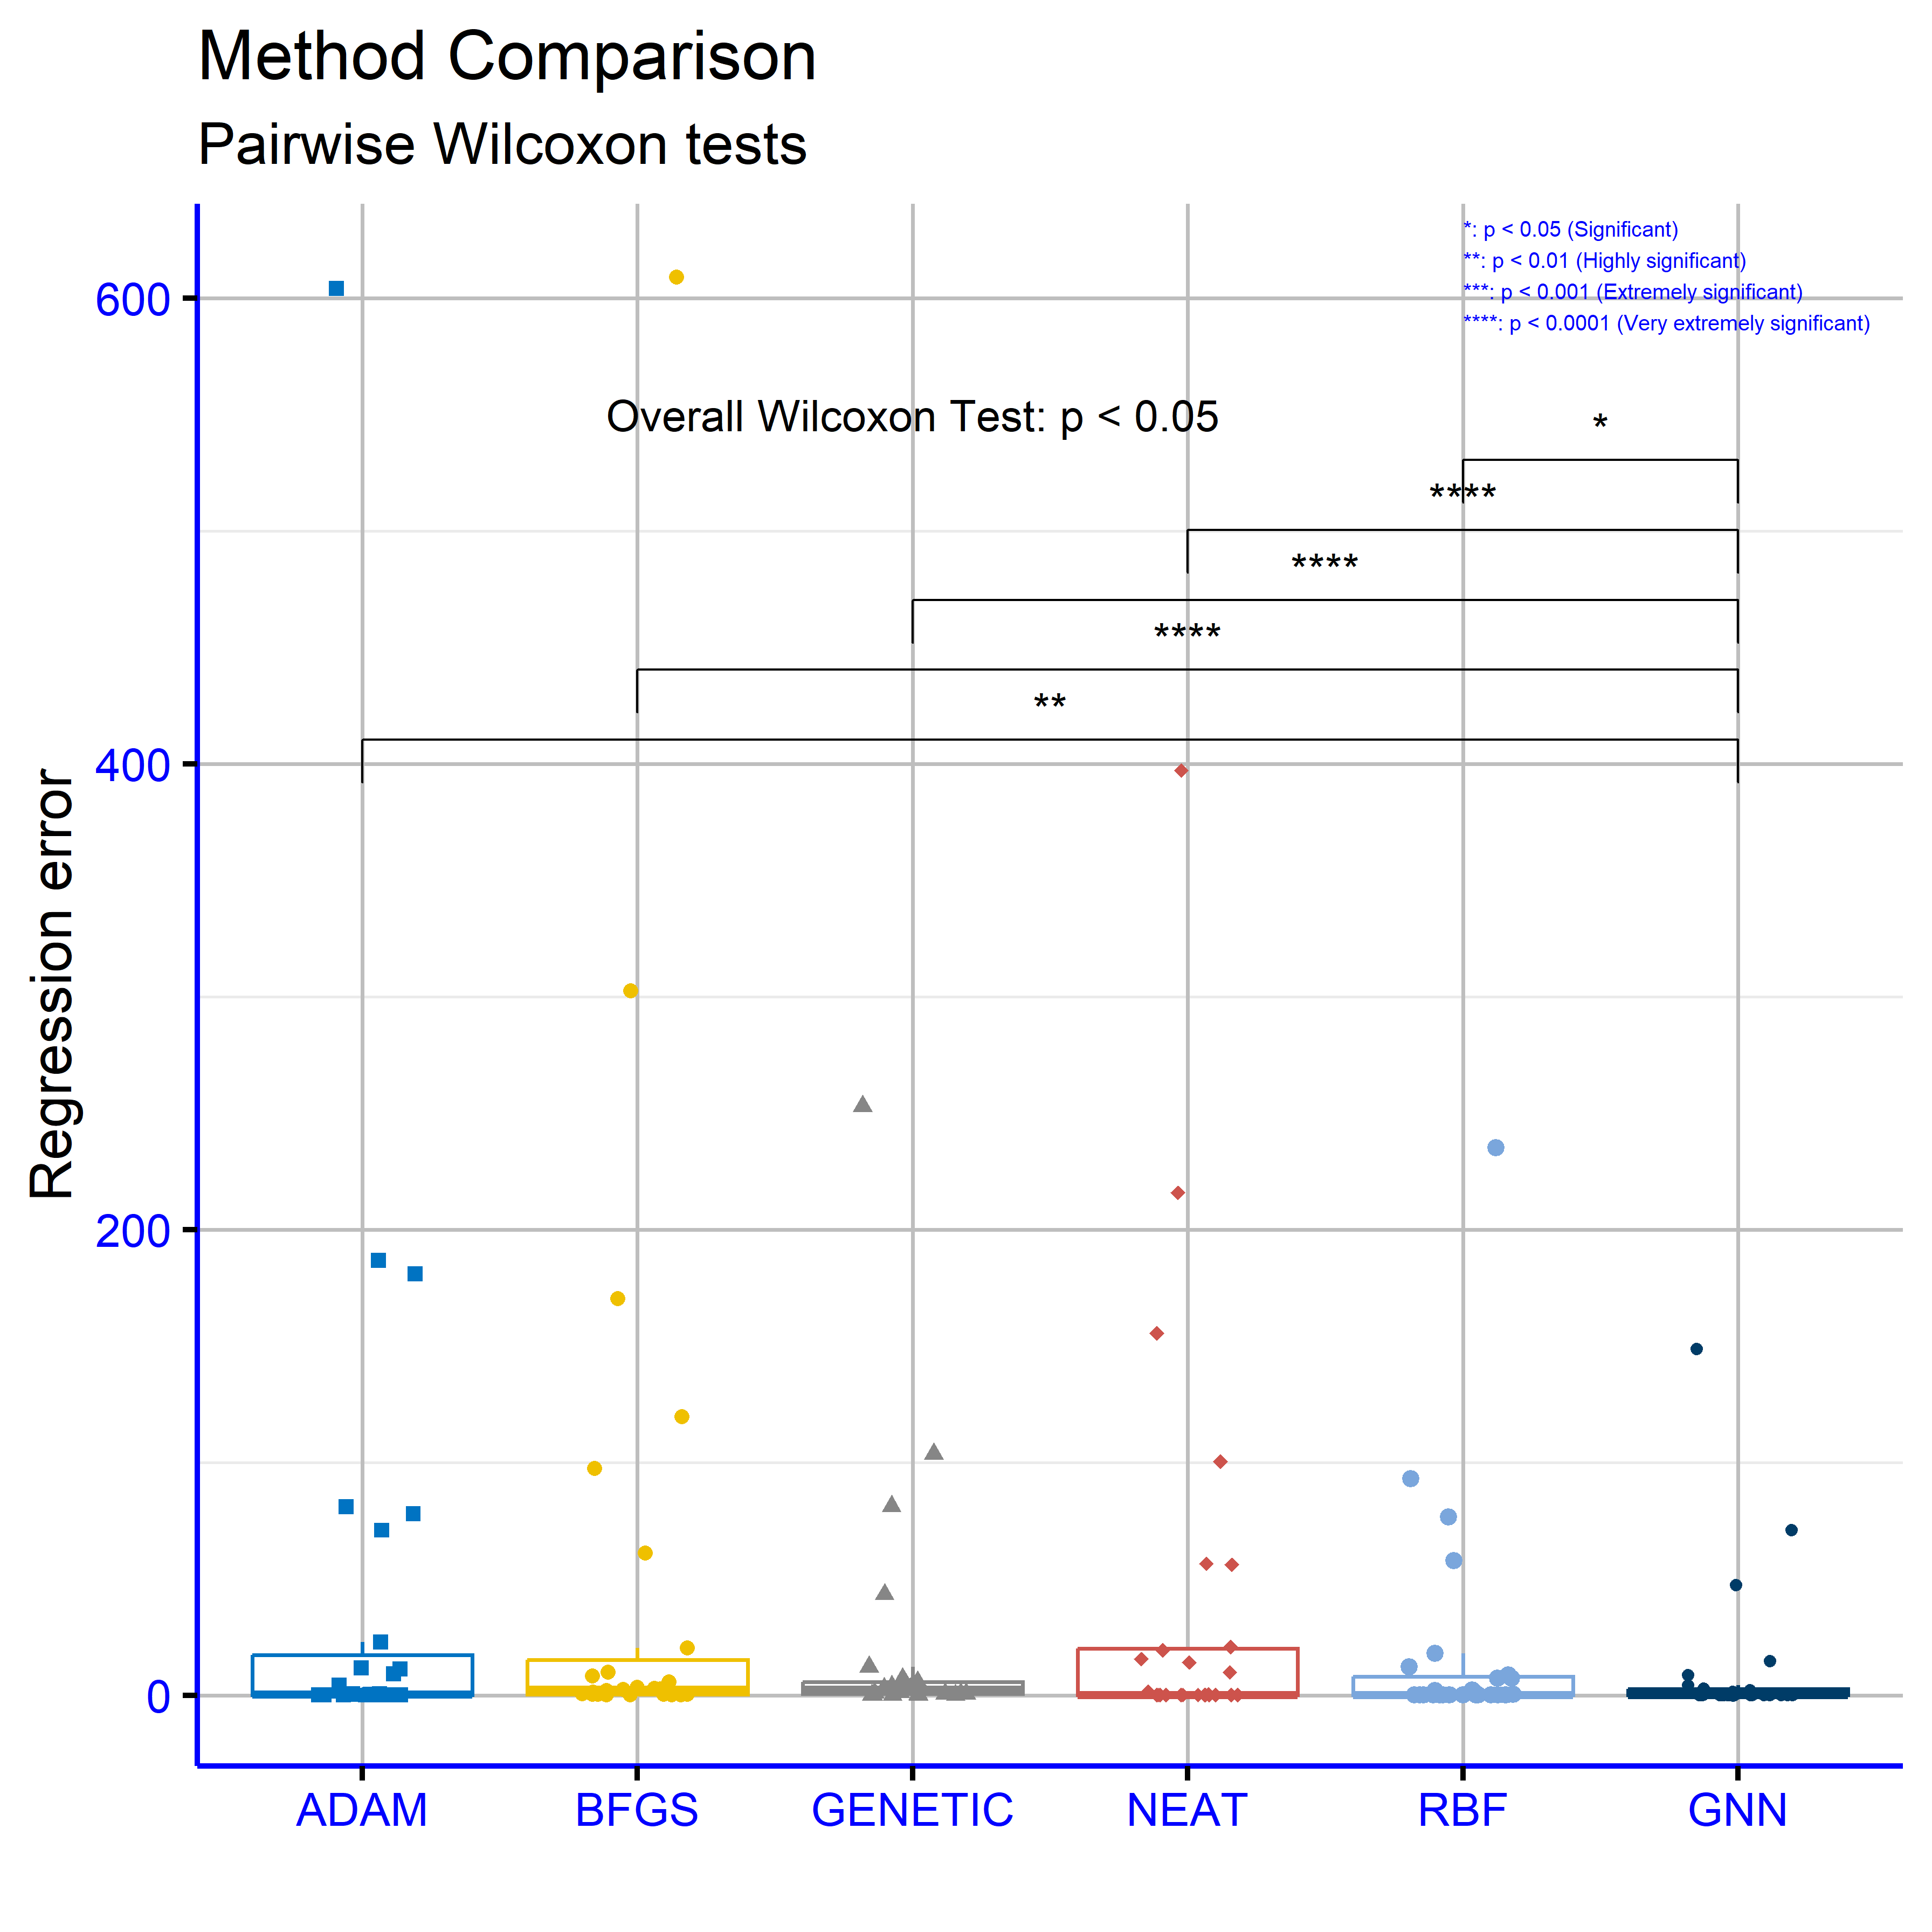 Method Comparison
Pairwise Wilcoxon tests
*: p < 0.05 (Significant)
**: p < 0.01 (Highly significant)
***: p < 0.001 (Extremely significant)
****: p < 0.0001 (Very extremely significant)
Overall Wilcoxon Test: p < 0.05
*
****
****
****
**
Regression error
600
400
200
0
ADAM BFGS GENETIC NEAT RBF GNN